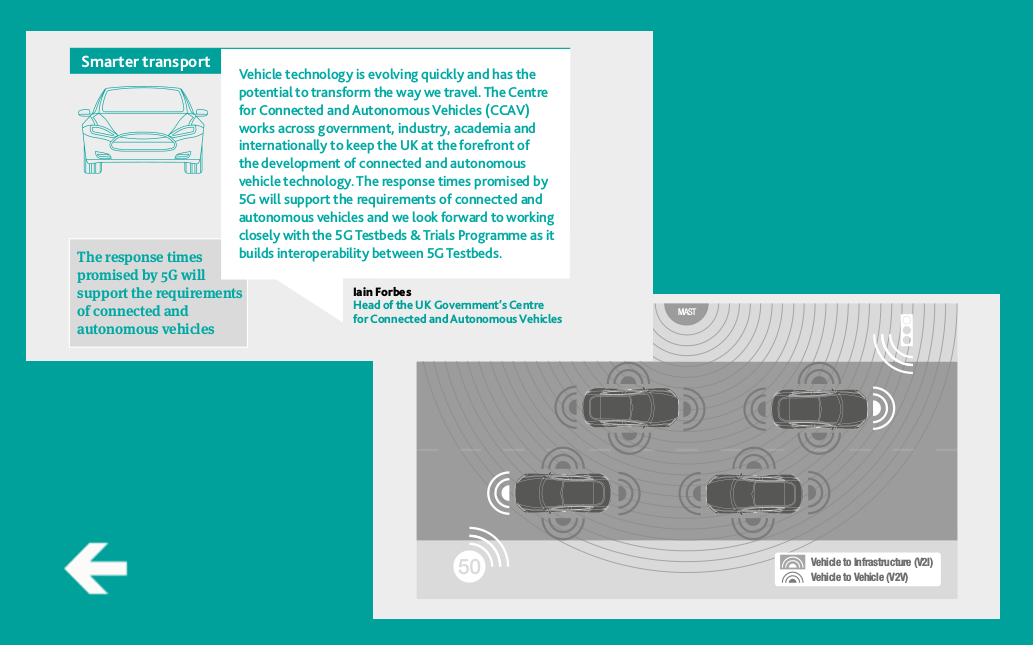 Smarter transport
Vehicle technology is evolving quickly and has the
potential to transform the way we travel. The Centre
for Connected and Autonomous Vehicles (CCAV)
works across government, industry, academia and
internationally to keep the UK at the forefront of
the development of connected and autonomous
vehicle technology. The response times promised by
5G will support the requirements of connected and
autonomous vehicles and we look forward to working
closely with the 5G Testbeds & Trials Programme as it
builds interoperability between 5G Testbeds.
The response times
promised by 5G will
support the requirements
of connected and
autonomous vehicles
Iain Forbes
Head of the UK Government's Centre
for Connected and Autonomous Vehicles
MAST
50
Vehicle to Infrastructure (V2I)
Vehicle to Vehicle (V2V)